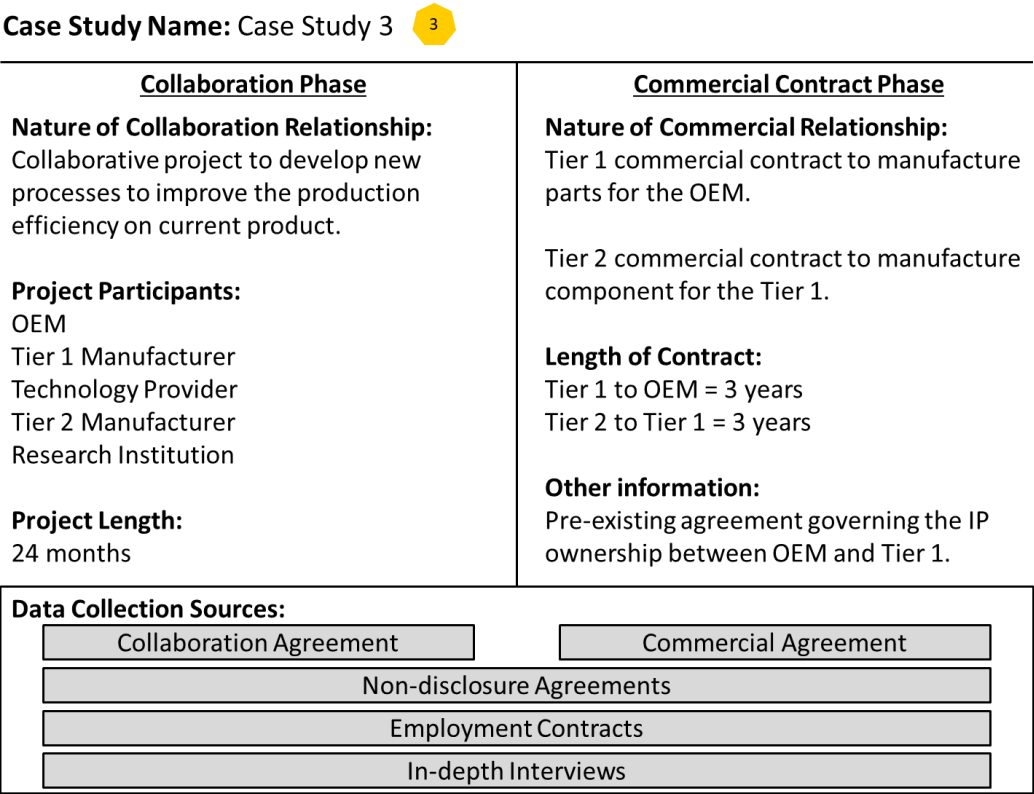 Case Study Name: Case Study 3 3
Collaboration Phase
Nature of Collaboration Relationship:
Collaborative project to develop new
processes to improve the production
efficiency on current product.
Project Participants:
OEM
Tier 1 Manufacturer
Technology Provider
Tier 2 Manufacturer
Research Institution
Project Length:
24 months
Commercial Contract Phase
Nature of Commercial Relationship:
Tier 1 commercial contract to manufacture
parts for the OEM.
Tier 2 commercial contract to manufacture
component for the Tier 1.
Length of Contract:
Tier 1 to OEM = 3 years
Tier 2 to Tier 1 = 3 years
Other information:
Pre-existing agreement governing the IP
ownership between OEM and Tier 1.
Data Collection Sources:
Collaboration Agreement
Commercial Agreement
Non-disclosure Agreements
Employment Contracts
In-depth Interviews